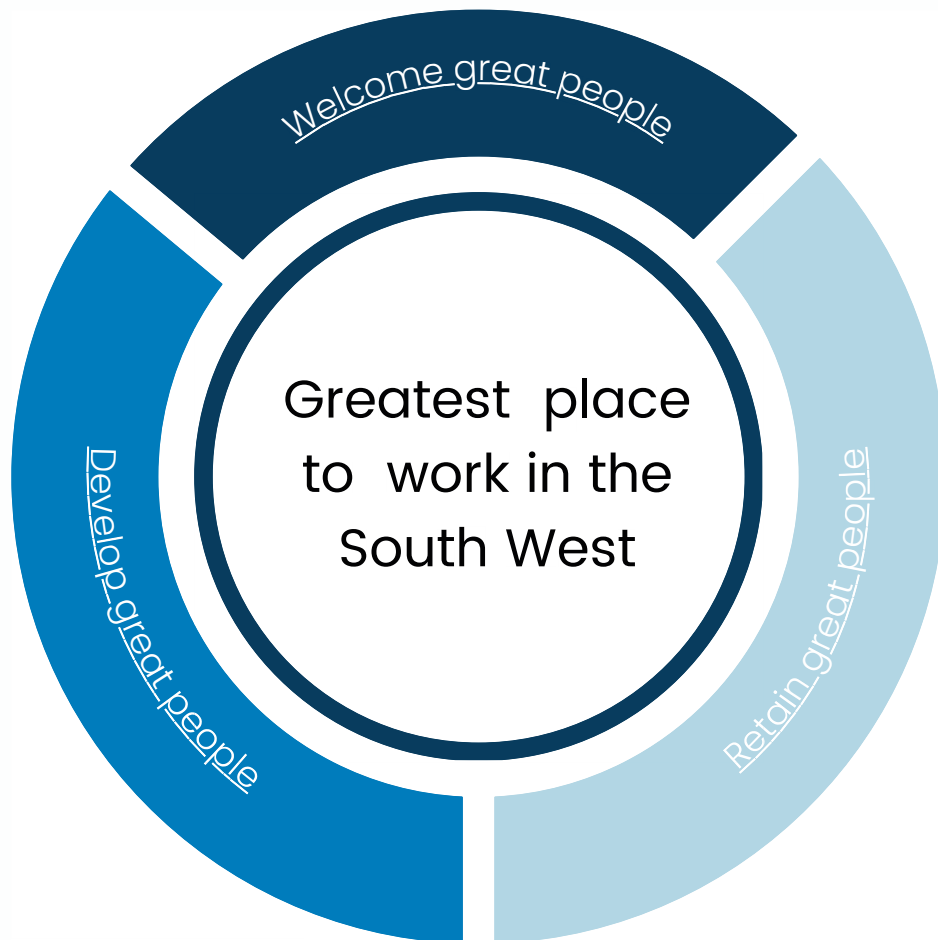 Welcome great people
Greatest place
to work in the
South West
Develop great people
Retain great people